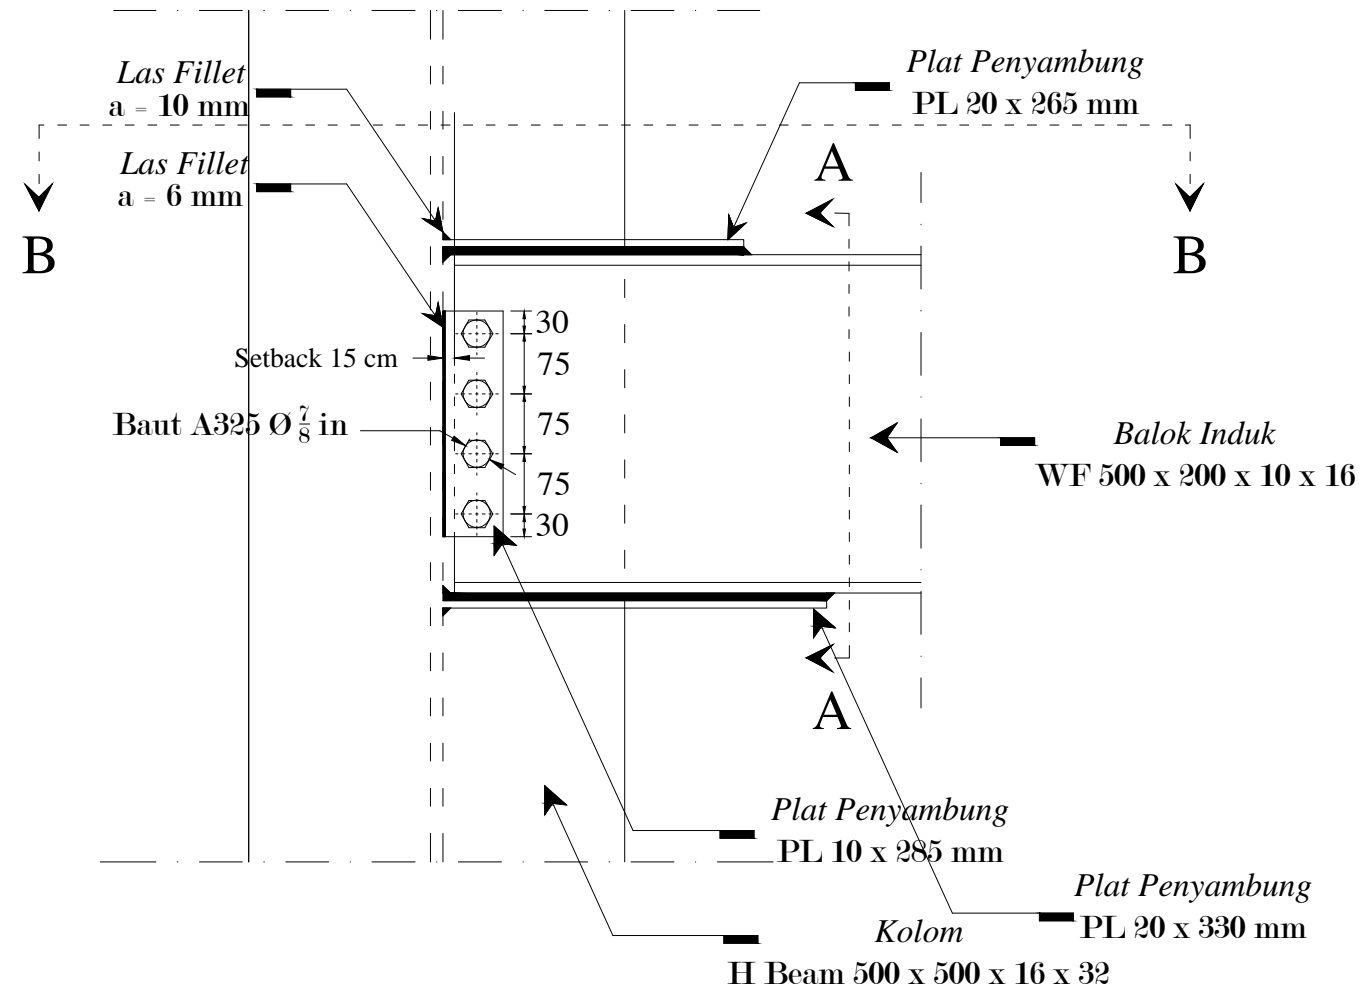 Las Fillet
a = 10 mm
Las Fillet
a = 6 mm
Plat Penyambung
PL 20 x 265 mm
A
B
B
30
75
75
75
30
Setback 15 cm
Baut A325 Ø 7/8 in
Balok Induk
WF 500 x 200 x 10 x 16
A
Plat Penyambung
PL 10 x 285 mm
Plat Penyambung
PL 20 x 330 mm
Kolom
H Beam 500 x 500 x 16 x 32